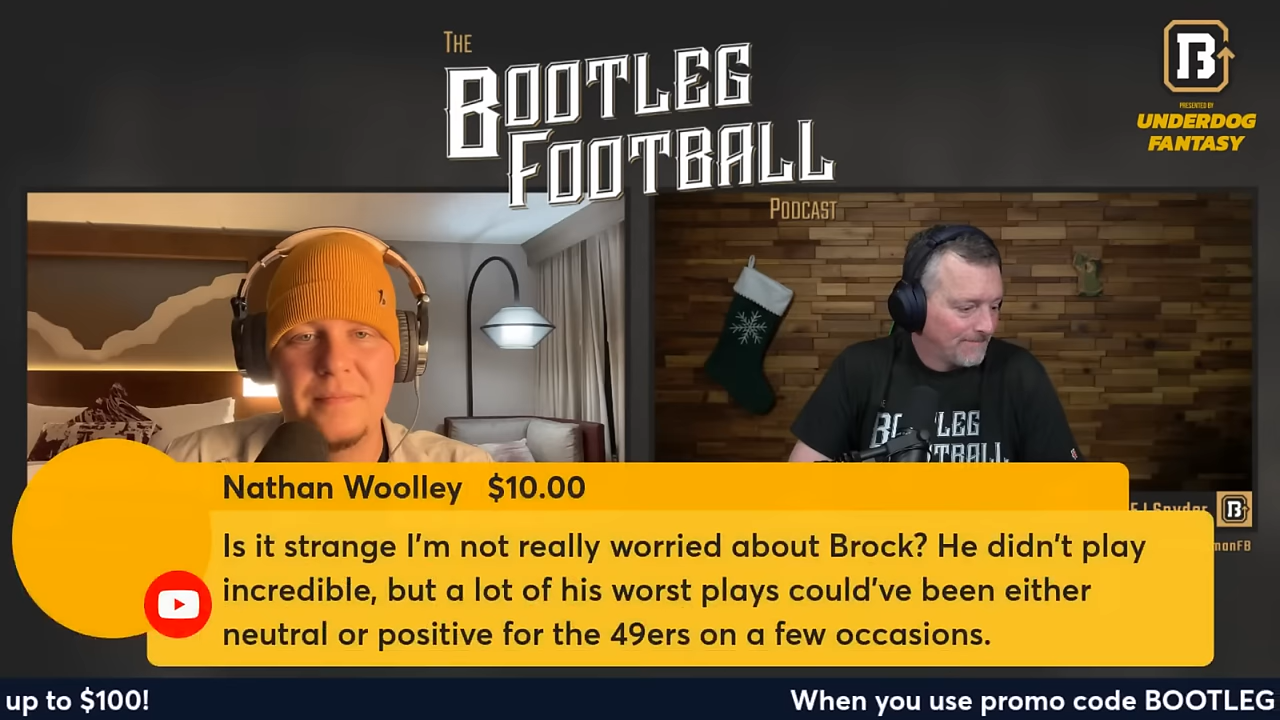 THE
BOOTLEG
FOOTBALL
PODCAST
B
PRESENTED BY
UNDERDOG
FANTASY
Nathan Woolley $10.00
Is it strange I'm not really worried about Brock? He didn't play
incredible, but a lot of his worst plays could've been either
neutral or positive for the 49ers on a few occasions.
Snyder
B
manFB
up to $100! When you use promo code BOOTLEG